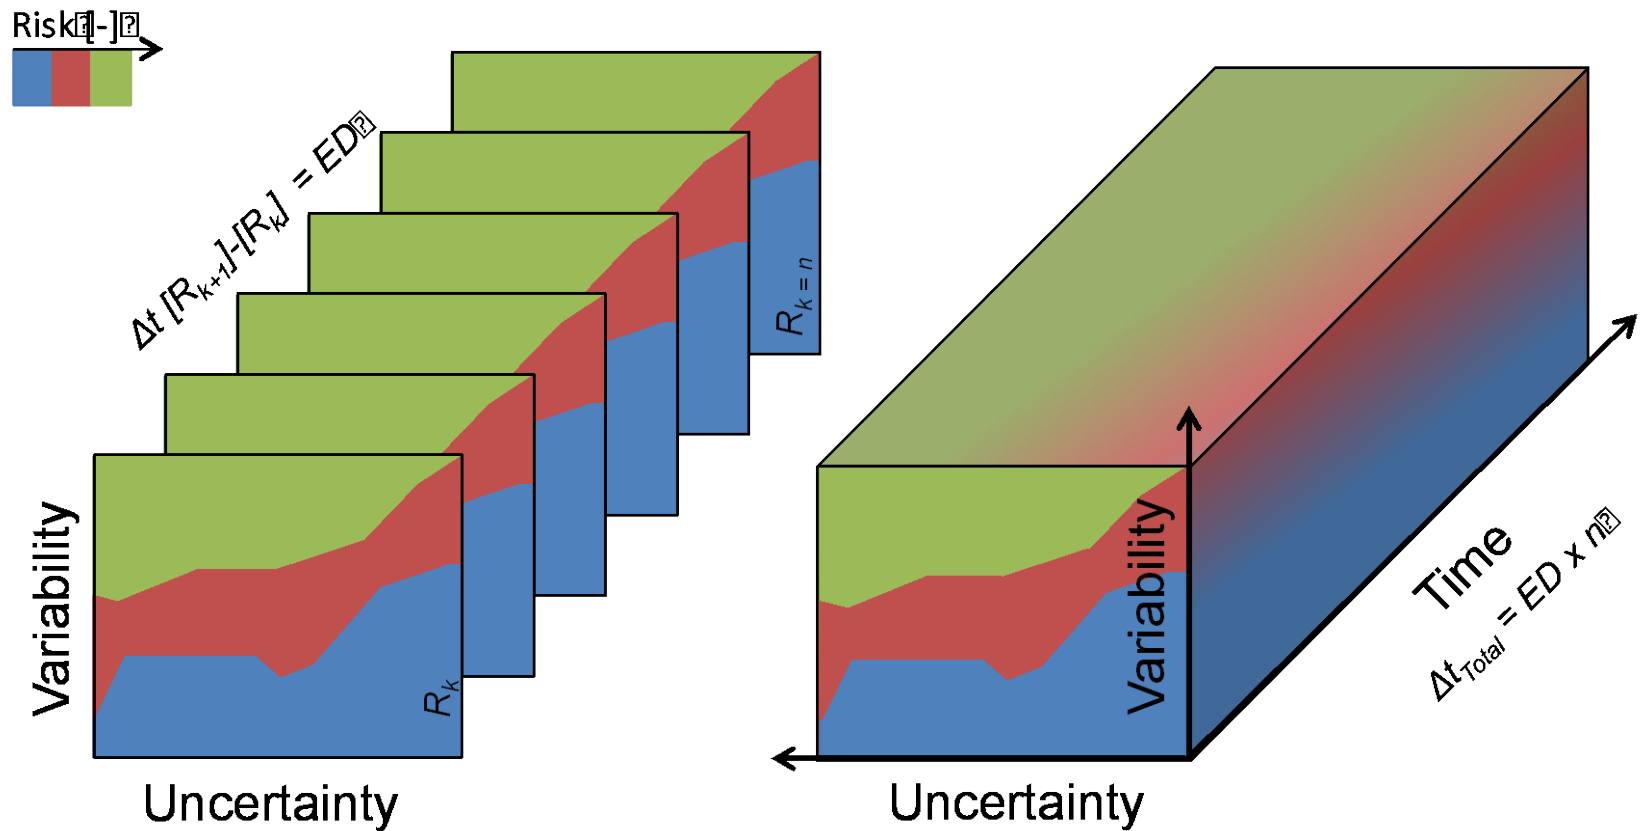 Risk [-]
Δt [Rk+1]-[Rk] = ED
Rk = n
Rk
Variability
Uncertainty
Variability
Time
ΔtTotal = ED x n
Uncertainty